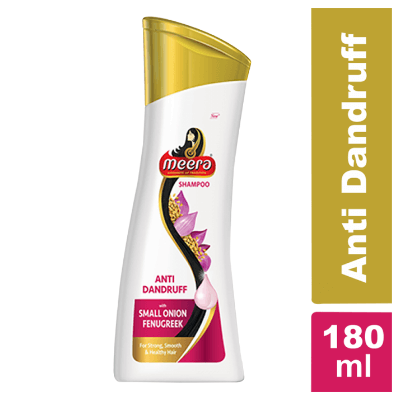 meera
SHAMPOO
ANTI
DANDRUFF
with
SMALL ONION
FENUGREEK
For Strong, Smooth
& Healthy Hair
Anti Dandruff
180
ml